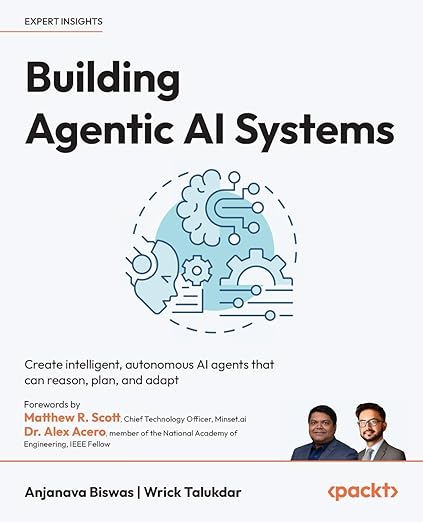 EXPERT INSIGHTS
Building
Agentic AI Systems
Create intelligent, autonomous AI agents that
can reason, plan, and adapt
Forewords by
Matthew R. Scott, Chief Technology Officer, Minset.ai
Dr. Alex Acero, member of the National Academy of
Engineering, IEEE Fellow
Anjanava Biswas | Wrick Talukdar
<packt>